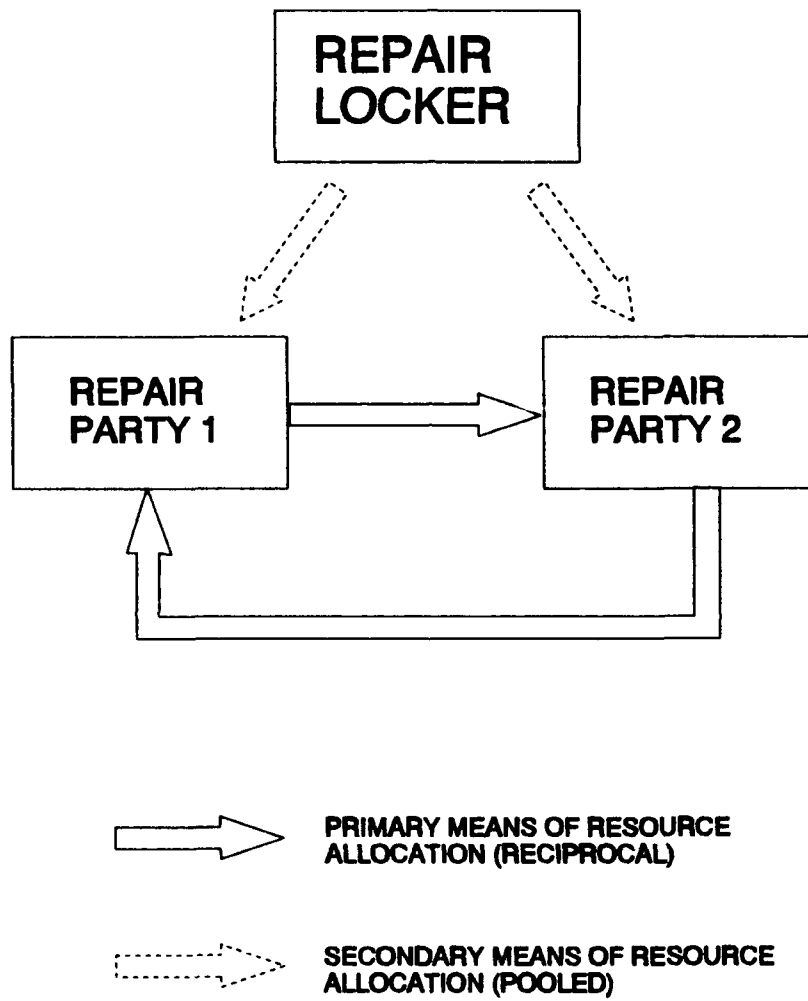 REPAIR
LOCKER
REPAIR
PARTY 1
REPAIR
PARTY 2
PRIMARY MEANS OF RESOURCE
ALLOCATION (RECIPROCAL)
SECONDARY MEANS OF RESOURCE
ALLOCATION (POOLED)